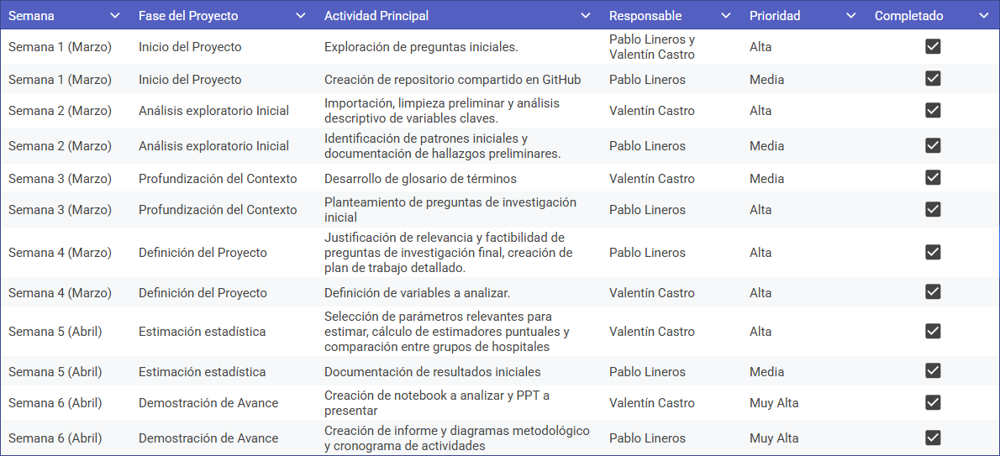 Semana Fase del Proyecto Actividad Principal Responsable Prioridad Completado
Semana 1 (Marzo) Inicio del Proyecto Exploración de preguntas iniciales. Pablo Lineros y Alta
Valentín Castro
Semana 1 (Marzo) Inicio del Proyecto Creación de repositorio compartido en GitHub Pablo Lineros Media
Semana 2 (Marzo) Análisis exploratorio Inicial Importación, limpieza preliminar y análisis Valentín Castro Alta
descriptivo de variables claves.
Semana 2 (Marzo) Análisis exploratorio Inicial Identificación de patrones iniciales y Pablo Lineros Media
documentación de hallazgos preliminares.
Semana 3 (Marzo) Profundización del Contexto Desarrollo de glosario de términos Valentín Castro Media
Semana 3 (Marzo) Profundización del Contexto Planteamiento de preguntas de investigación Pablo Lineros Alta
inicial
Semana 4 (Marzo) Definición del Proyecto Justificación de relevancia y factibilidad de Pablo Lineros Alta
preguntas de investigación final, creación de
plan de trabajo detallado.
Semana 4 (Marzo) Definición del Proyecto Definición de variables a analizar. Valentín Castro Alta
Semana 5 (Abril) Estimación estadística Selección de parámetros relevantes para Valentín Castro Alta
estimar, cálculo de estimadores puntuales y
comparación entre grupos de hospitales
Semana 5 (Abril) Estimación estadística Documentación de resultados iniciales Pablo Lineros Media
Semana 6 (Abril) Demostración de Avance Creación de notebook a analizar y PPT a Valentín Castro Muy Alta
presentar
Semana 6 (Abril) Demostración de Avance Creación de informe y diagramas metodológico Pablo Lineros Muy Alta
y cronograma de actividades